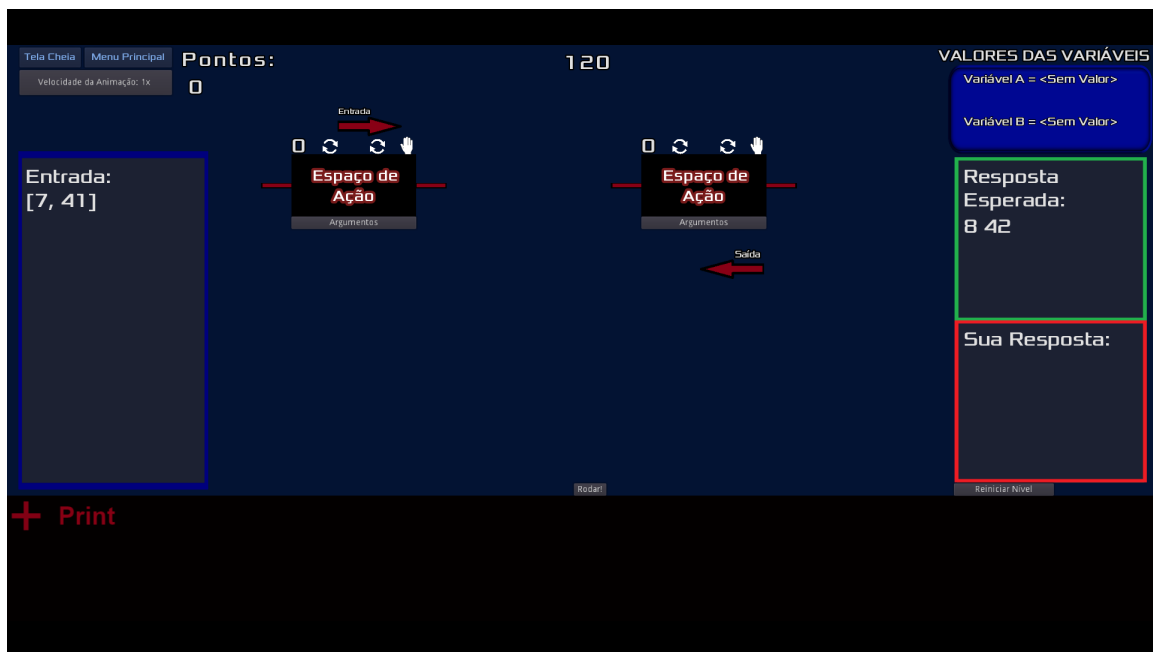 Tela Cheia
Menu Principal
Pontos:
120
VALORES DAS VARIÁVEIS
Velocidade da Animação: 1x
0
Variável A = <Sem Valor>
Variável B = <Sem Valor>
Entrada
0
0
Entrada:
[7, 41]
Espaço de
Ação
Argumentos
Espaço de
Ação
Argumentos
Saída
Resposta
Esperada:
8 42
Sua Resposta:
Rodar!
Reiniciar Nível
+ Print